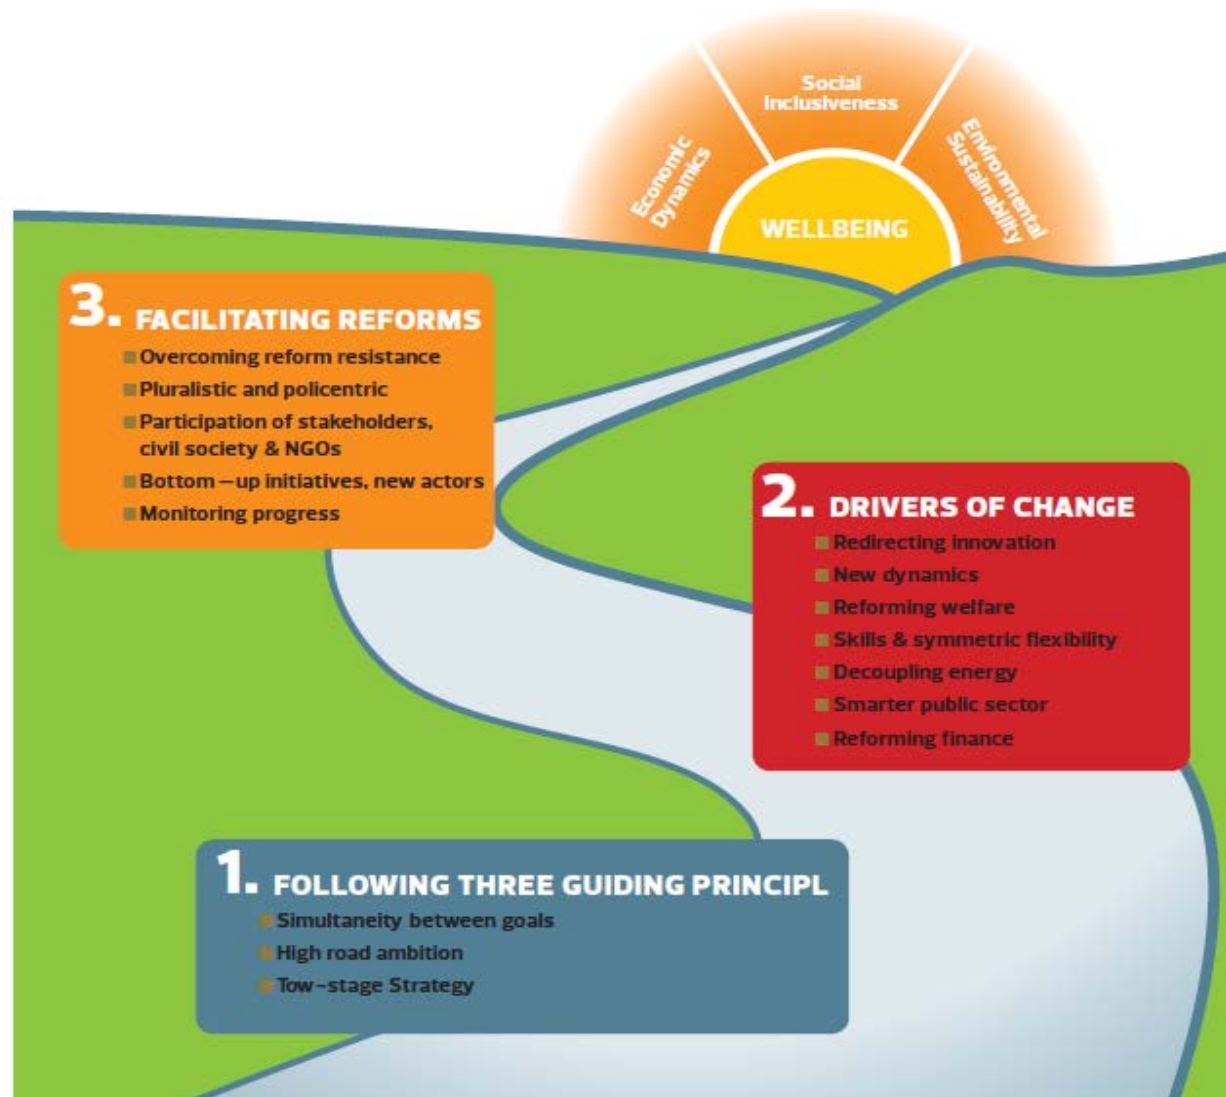 Social
Inclusiveness
Economic
Dynamics
Environmental
Sustainability
WELLBEING
3. FACILITATING REFORMS
Overcoming reform resistance
Pluralistic and policentric
Participation of stakeholders,
civil society & NGOs
Bottom–up initiatives, new actors
Monitoring progress
2. DRIVERS OF CHANGE
Redirecting innovation
New dynamics
Reforming welfare
Skills & symmetric flexibility
Decoupling energy
Smarter public sector
Reforming finance
1. FOLLOWING THREE GUIDING PRINCIPL
Simultaneity between goals
High road ambition
Tow-stage Strategy